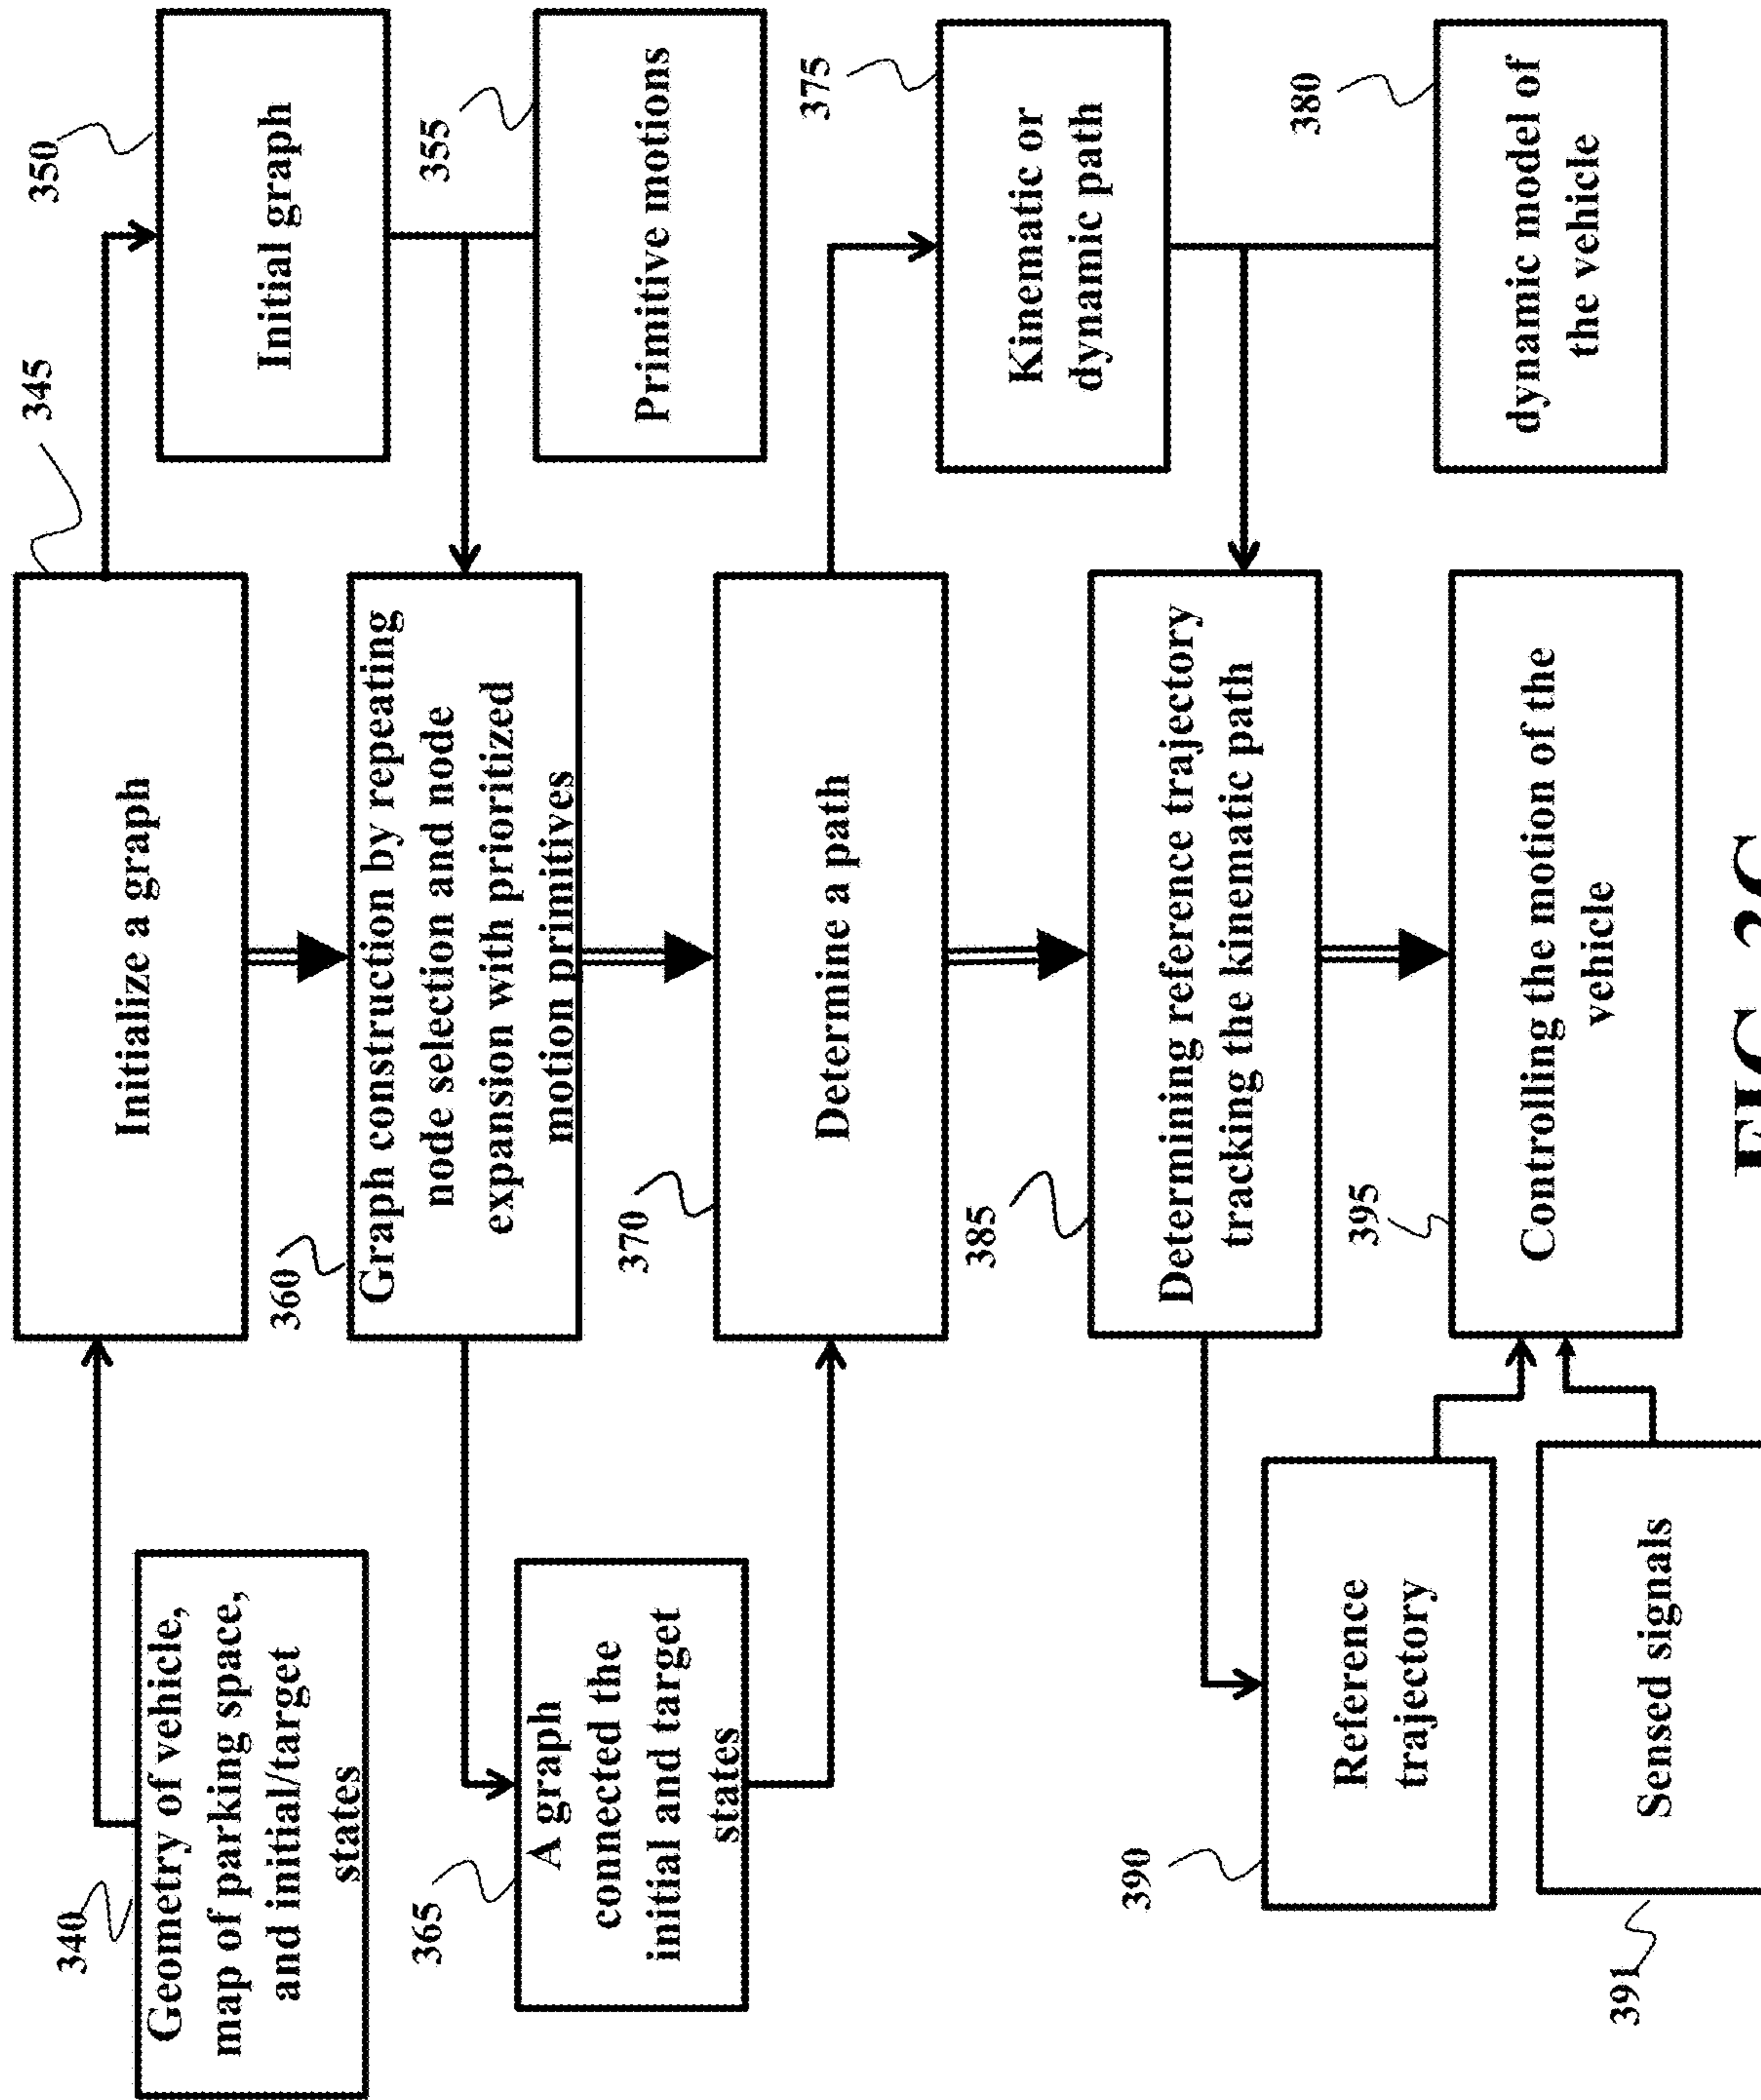 340
Geometry of vehicle,
map of parking space,
and initial/target
states
345
Initialize a graph
350
Initial graph
355
Primitive motions
360
Graph construction by repeating
node selection and node
expansion with prioritized
motion primitives
365
A graph
connected the
initial and target
states
370
Determine a path
375
Kinematic or
dynamic path
380
dynamic model of
the vehicle
385
Determining reference trajectory
tracking the kinematic path
390
Reference
trajectory
391
Sensed signals
395
Controlling the motion of the
vehicle